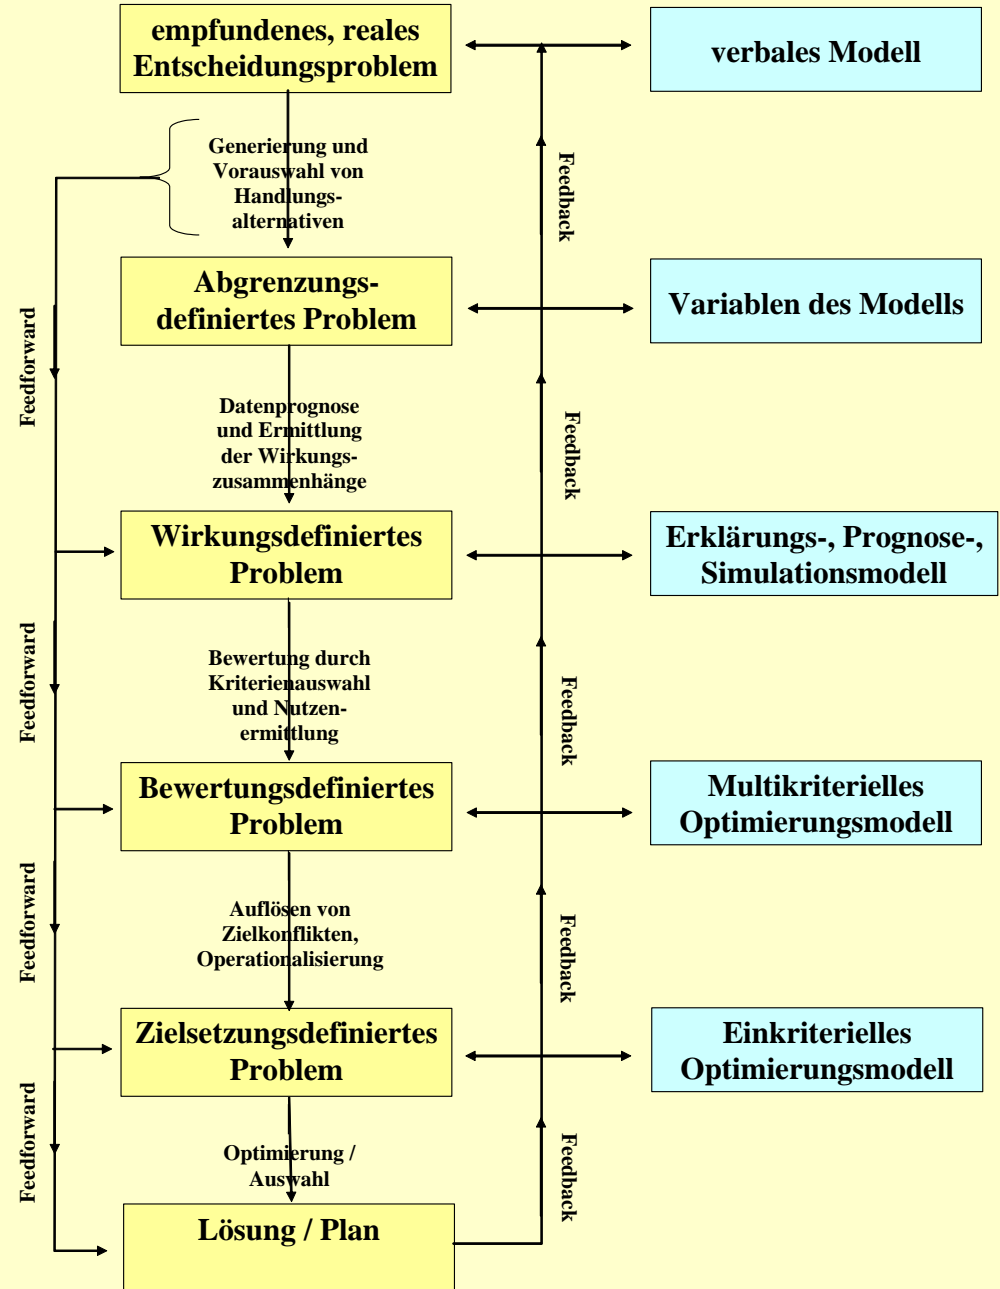 empfundenes, reales
Entscheidungsproblem
verbales Modell
Generierung und
Vorauswahl von
Handlungs-
alternativen
Feedback
Abgrenzungs-
definiertes Problem
Variablen des Modells
Feedforward
Datenprognose
und Ermittlung
der Wirkungs-
zusammenhänge
Feedback
Wirkungsdefiniertes
Problem
Erklärungs-, Prognose-,
Simulationsmodell
Feedforward
Bewertung durch
Kriterienauswahl
und Nutzen-
ermittlung
Feedback
Bewertungsdefiniertes
Problem
Multikriterielles
Optimierungsmodell
Feedforward
Auflösen von
Zielkonflikten,
Operationalisierung
Feedback
Zielsetzungsdefiniertes
Problem
Einkriterielles
Optimierungsmodell
Feedforward
Optimierung /
Auswahl
Feedback
Lösung / Plan